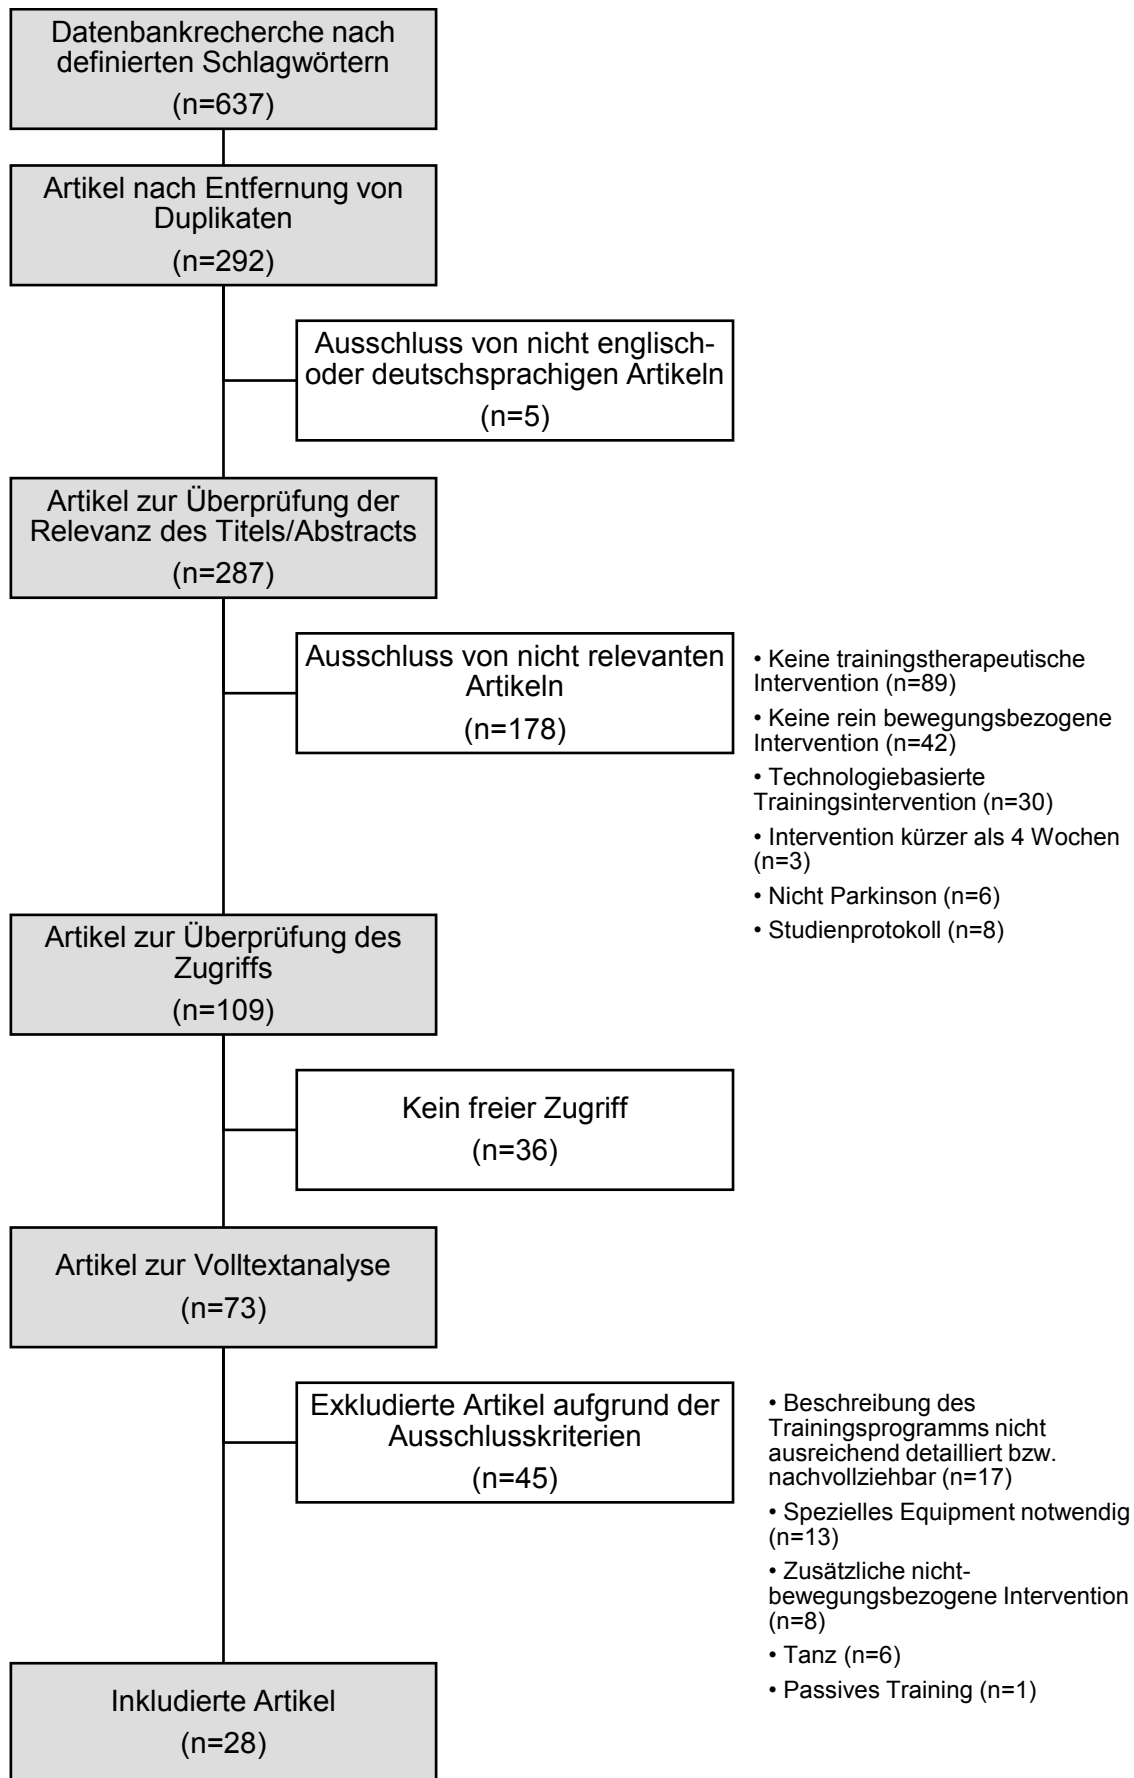 Datenbankrecherche nach
definierten Schlagwörtern
(n=637)
Artikel nach Entfernung von
Duplikaten
(n=292)
Ausschluss von nicht englisch-
oder deutschsprachigen Artikeln
(n=5)
Artikel zur Überprüfung der
Relevanz des Titels/Abstracts
(n=287)
Ausschluss von nicht relevanten
Artikeln
(n=178)
• Keine trainingstherapeutische
Intervention (n=89)
• Keine rein bewegungsbezogene
Intervention (n=42)
• Technologiebasierte
Trainingsintervention (n=30)
• Intervention kürzer als 4 Wochen
(n=3)
• Nicht Parkinson (n=6)
• Studienprotokoll (n=8)
Artikel zur Überprüfung des
Zugriffs
(n=109)
Kein freier Zugriff
(n=36)
Artikel zur Volltextanalyse
(n=73)
Exkludierte Artikel aufgrund der
Ausschlusskriterien
(n=45)
• Beschreibung des
Trainingsprogramms nicht
ausreichend detailliert bzw.
nachvollziehbar (n=17)
• Spezielles Equipment notwendig
(n=13)
• Zusätzliche nicht-
bewegungsbezogene Intervention
(n=8)
• Tanz (n=6)
• Passives Training (n=1)
Inkludierte Artikel
(n=28)